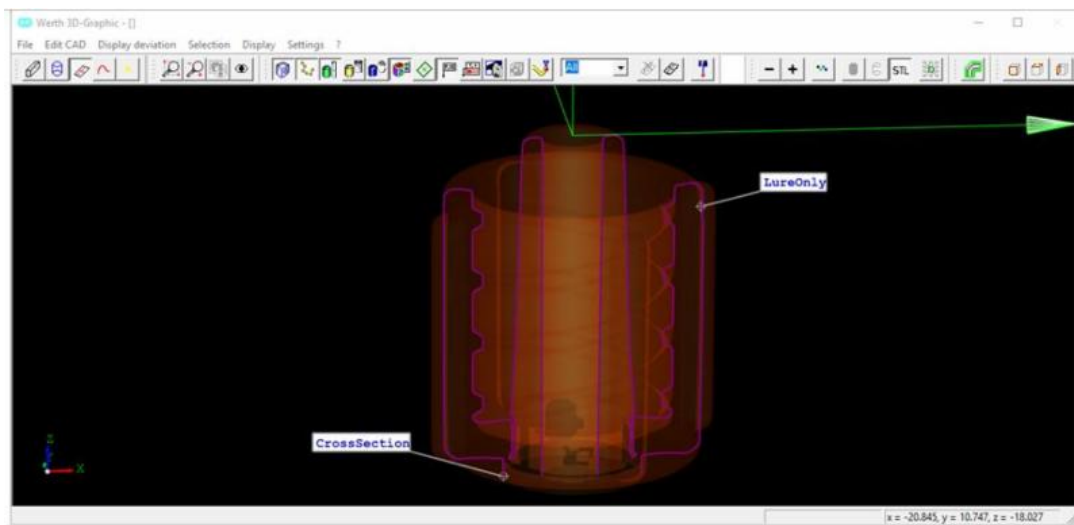 Werth 3D-Graphic - []
File Edit CAD Display deviation Selection Display Settings ?
All STL
LureOnly
CrossSection
Z
X
x = -20.845, y = 10.747, z = -18.027